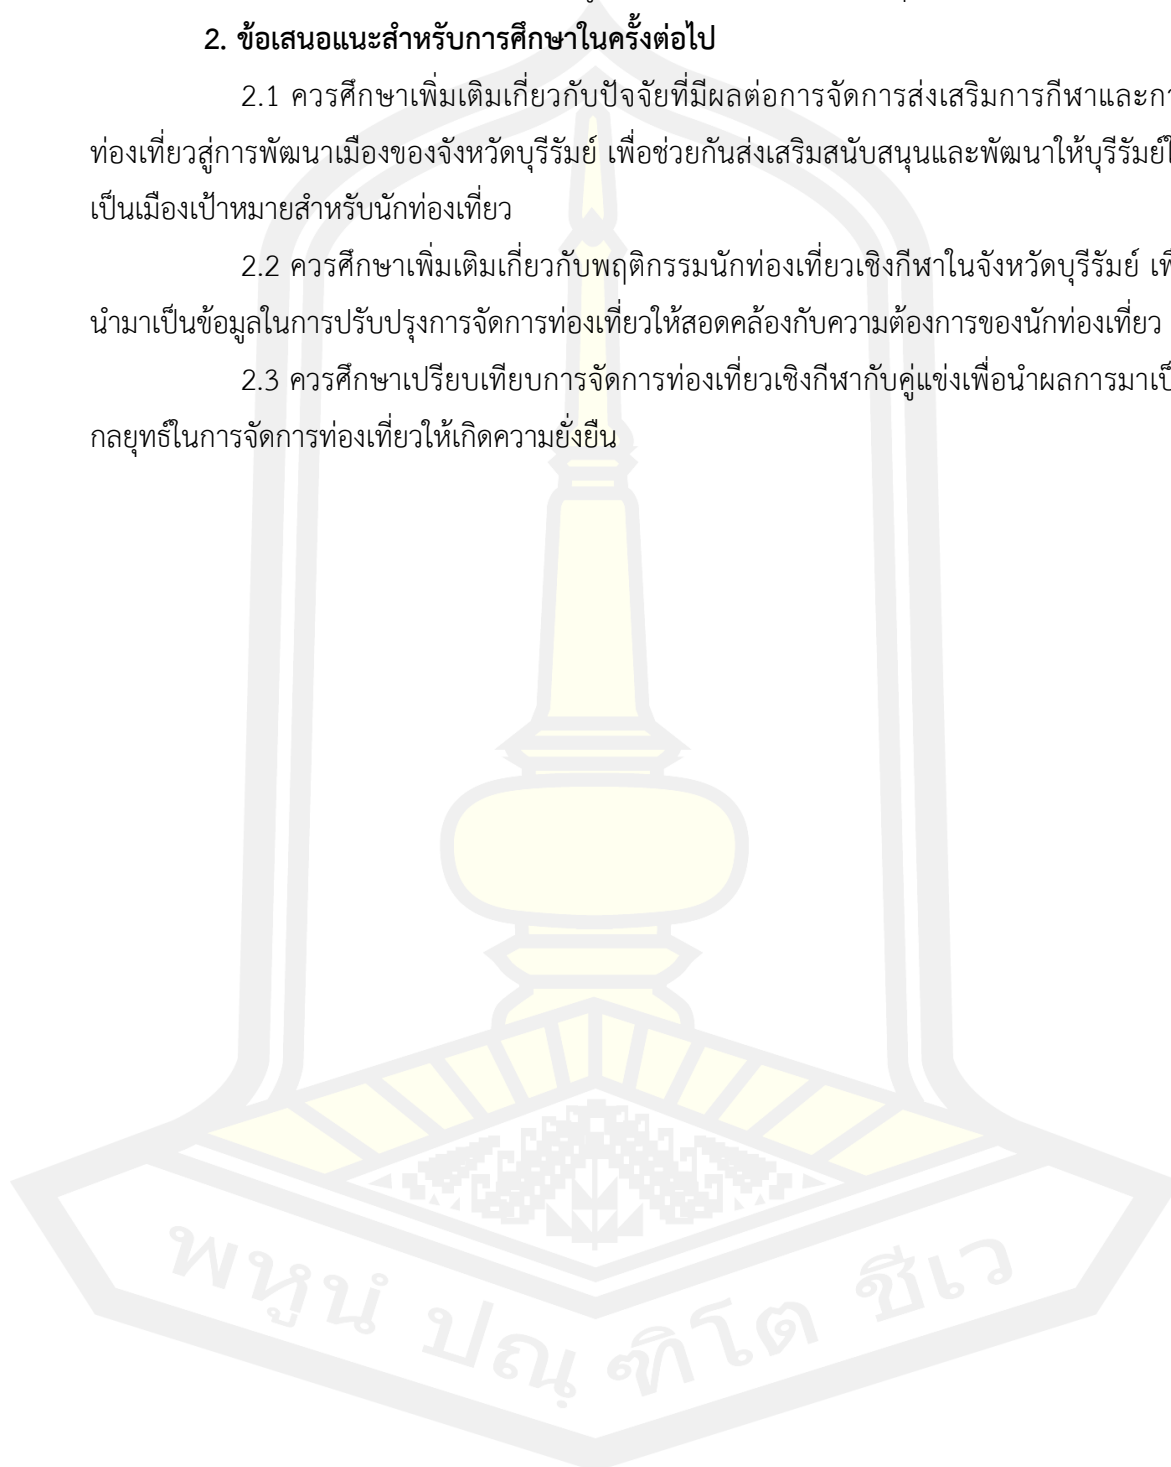 2. ข้อเสนอแนะสำหรับการศึกษาในครั้งต่อไป
2.1 ควรศึกษาเพิ่มเติมเกี่ยวกับปัจจัยที่มีผลต่อการจัดการส่งเสริมการกีฬาและกา
ท่องเที่ยวสู่การพัฒนาเมืองของจังหวัดบุรีรัมย์ เพื่อช่วยกันส่งเสริมสนับสนุนและพัฒนาให้บุรีรัมย์ใ
เป็นเมืองเป้าหมายสำหรับนักท่องเที่ยว
2.2 ควรศึกษาเพิ่มเติมเกี่ยวกับพฤติกรรมนักท่องเที่ยวเชิงกีฬาในจังหวัดบุรีรัมย์ เพื
นำมาเป็นข้อมูลในการปรับปรุงการจัดการท่องเที่ยวให้สอดคล้องกับความต้องการของนักท่องเที่ยว
2.3 ควรศึกษาเปรียบเทียบการจัดการท่องเที่ยวเชิงกีฬากับคู่แข่งเพื่อนำผลการมาเป็
กลยุทธ์ในการจัดการท่องเที่ยวให้เกิดความยั่งยืน
พหูนํ ปณฺ ฑิโต ชีเว